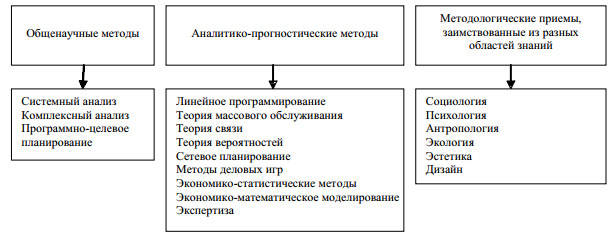 Общенаучные методы
Аналитико-прогностические методы
Методологические приемы,
заимствованные из разных
областей знаний
Системный анализ
Комплексный анализ
Программно-целевое
планирование
Линейное программирование
Теория массового обслуживания
Теория связи
Теория вероятностей
Сетевое планирование
Методы деловых игр
Экономико-статистические методы
Экономико-математическое моделирование
Экспертиза
Социология
Психология
Антропология
Экология
Эстетика
Дизайн